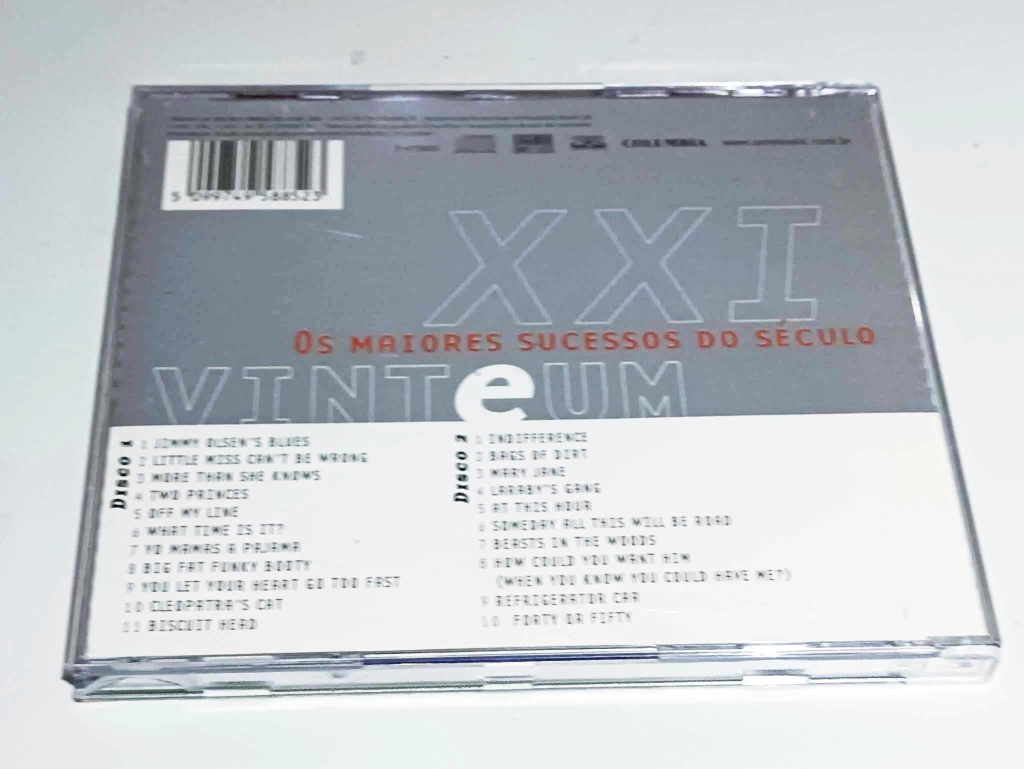 5 099749 588523
COLUMBIA
XXI
OS MAIORES SUCESSOS DO SÉCULO
VINTeUM
Disco 1
1 JIMMY OLSEN'S BLUES
2 LITTLE MISS CAN'T BE WRONG
3 MORE THAN SHE KNOWS
4 TWO PRINCES
5 OFF MY LINE
6 WHAT TIME IS IT?
7 YO MAMAS A PAJAMA
8 BIG FAT FUNKY BOOTY
9 YOU LET YOUR HEART GO TOO FAST
10 CLEOPATRA'S CAT
11 BISCUIT HEAD
Disco 2
1 INDIFFERENCE
2 BAGS OF DIRT
3 MARY JANE
4 LARABY'S GANG
5 AT THIS HOUR
6 SOMEDAY ALL THIS WILL BE ROAD
7 BEASTS IN THE WOODS
8 HOW COULD YOU WANT HIM
(WHEN YOU KNOW YOU COULD HAVE ME?)
9 REFRIGERATOR CAR
10 FORTY OR FIFTY